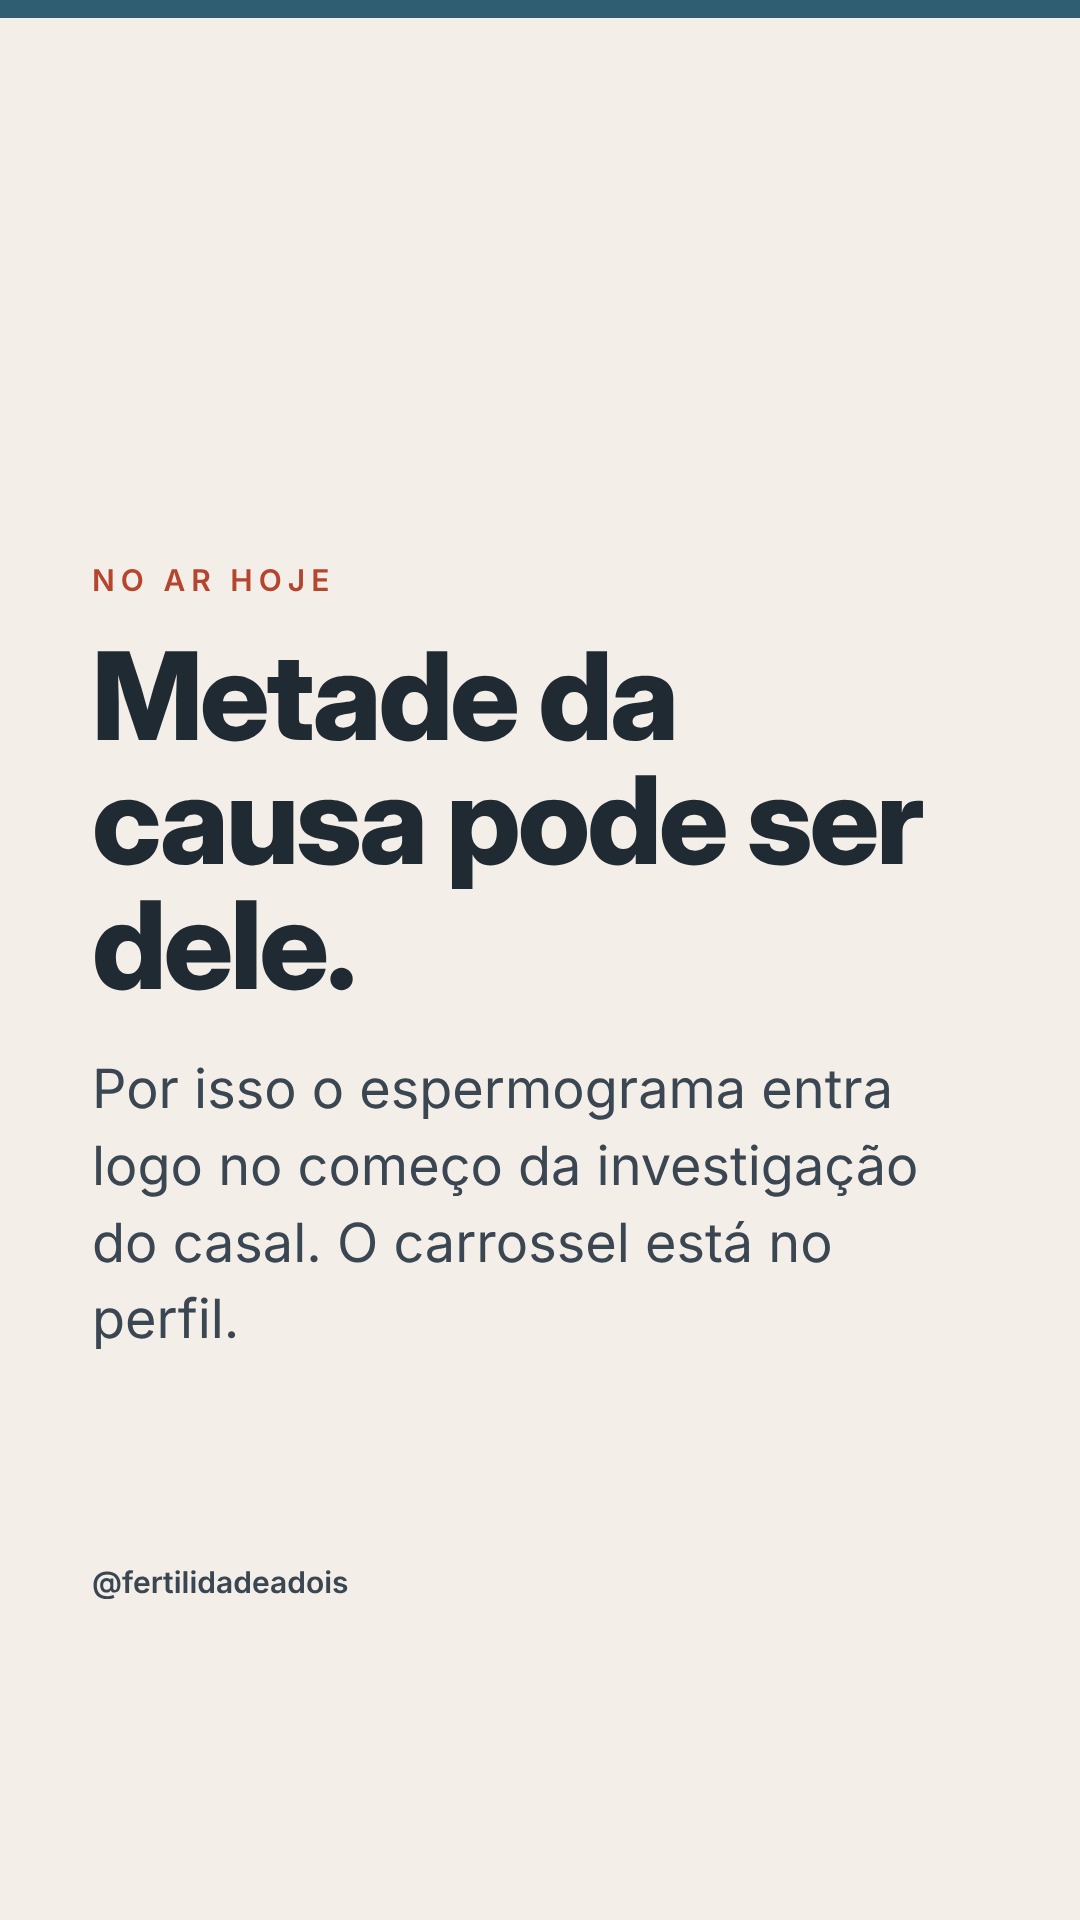 NO AR HOJE
Metade da
causa pode ser
dele.
Por isso o espermograma entra
logo no começo da investigação
do casal. O carrossel está no
perfil.
@fertilidadeadois